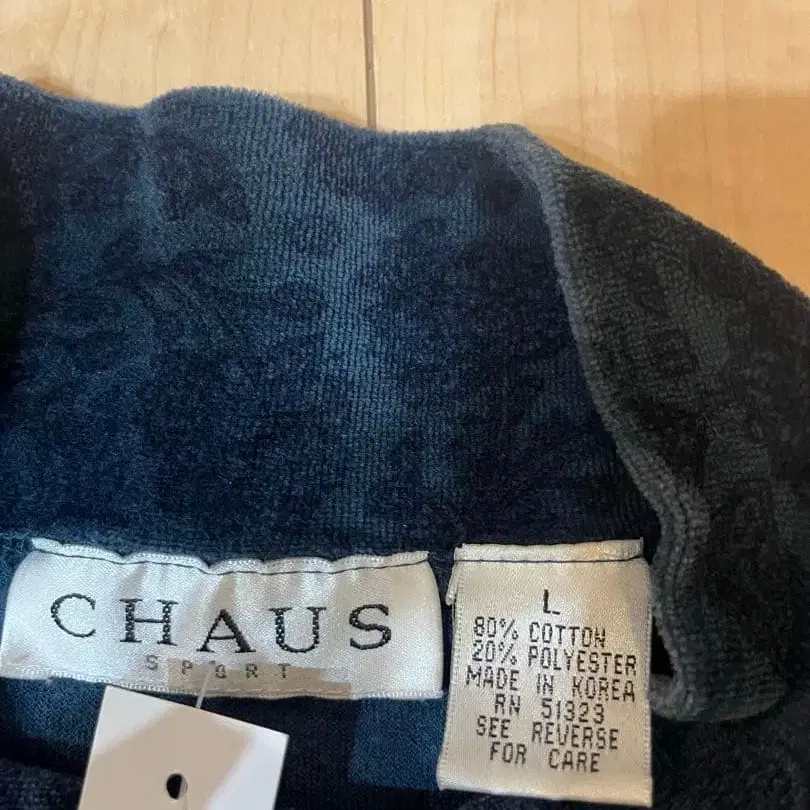 CHAUS
SPORT
L
80% COTTON
20% POLYESTER
MADE IN KOREA
RN 51323
SEE REVERSE
FOR CARE